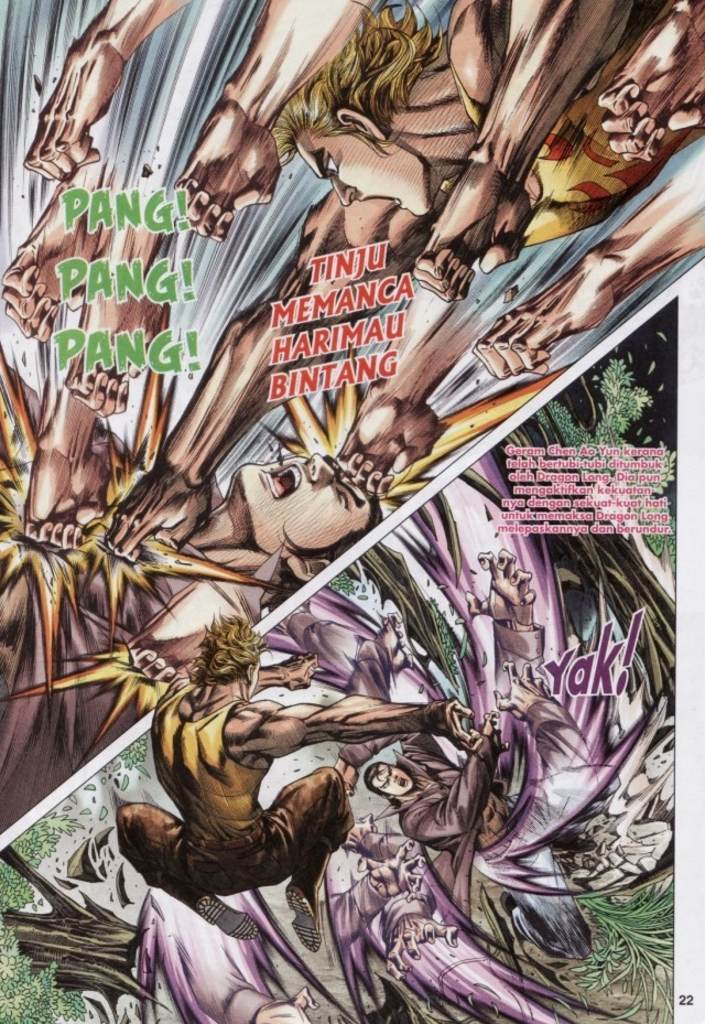 PANG!
PANG!
PANG!
TINJU
MEMANCA
HARIMAU
BINTANG
Geram Chen Ao Yun kerana
telah bertubi-tubi ditumbuk
oleh Dragon Long. Dia pun
mengaktifkan kekuatan
nya dengan sekuat-kuat hati
untuk memaksa Dragon Long
melepaskannya dan berundur.
Yak!
22